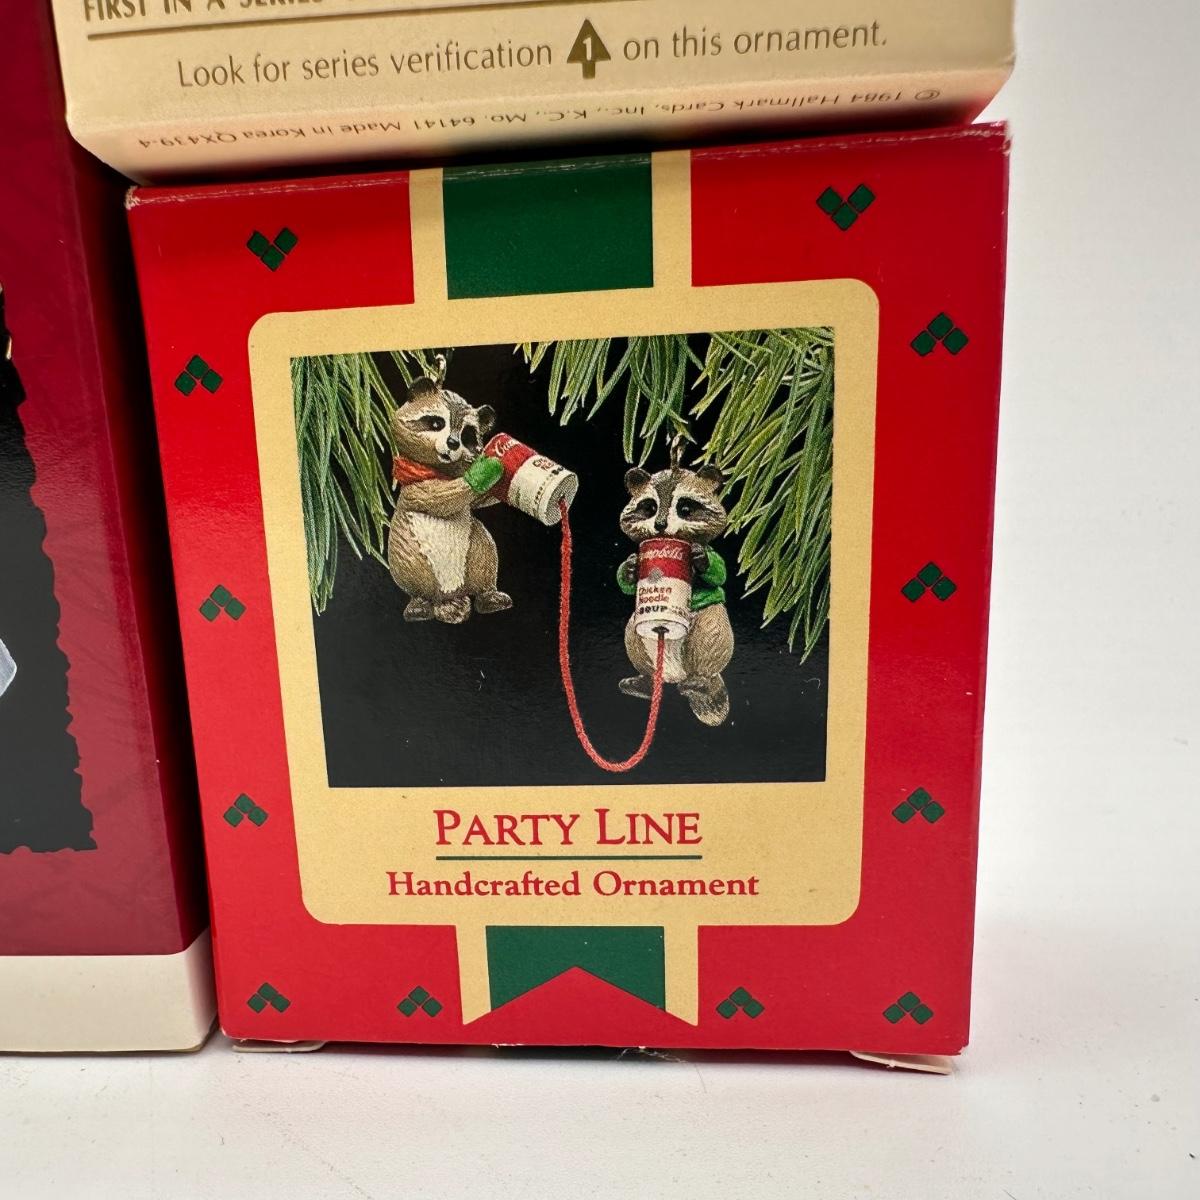 FIRST IN A SERIES
Look for series verification 1 on this ornament.
© 1984 Hallmark Cards, Inc., K.C., Mo. 64141 Made in Korea QX439-4
Campbell's
Chicken
Noodle
SOUP
PARTY LINE
Handcrafted Ornament